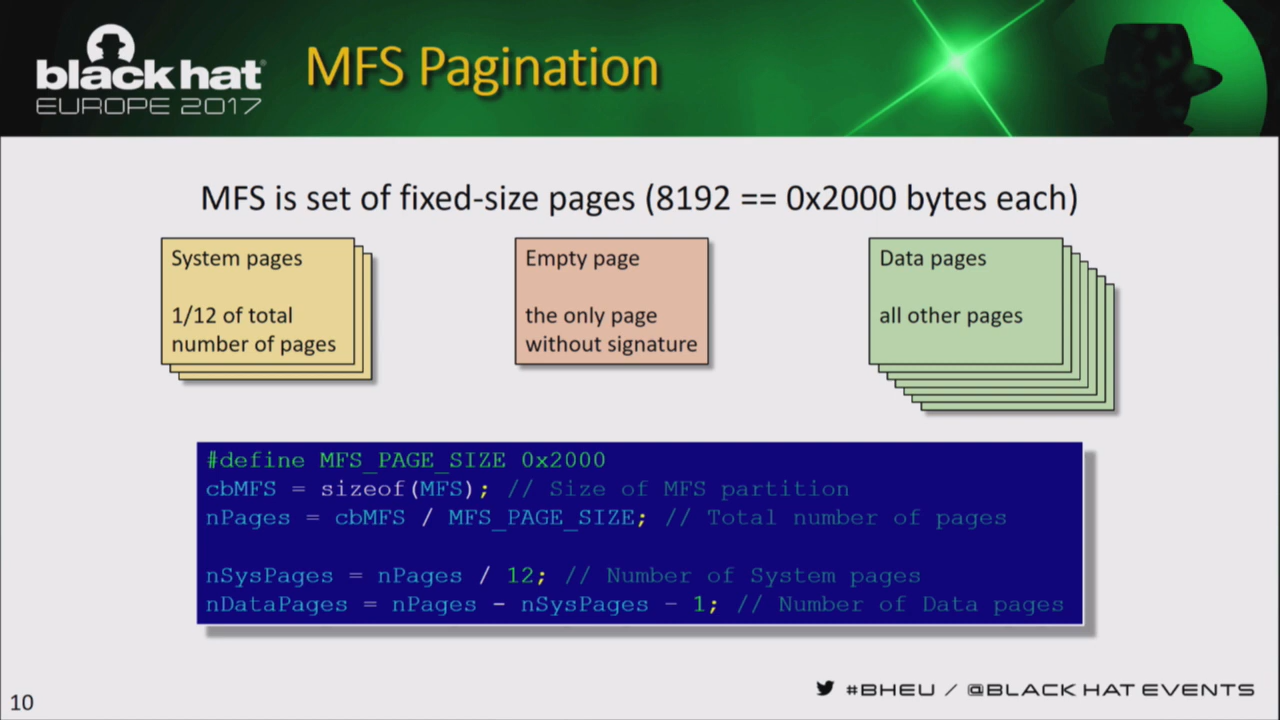 black hat
EUROPE 2017
MFS Pagination
MFS is set of fixed-size pages (8192 == 0x2000 bytes each)
System pages
1/12 of total
number of pages
Empty page
the only page
without signature
Data pages
all other pages
#define MFS_PAGE_SIZE 0x2000
cbMFS = sizeof(MFS); // Size of MFS partition
nPages = cbMFS / MFS_PAGE_SIZE; // Total number of pages
nSysPages = nPages / 12; // Number of System pages
nDataPages = nPages - nSysPages - 1; // Number of Data pages
10
#BHEU / @BLACK HAT EVENTS